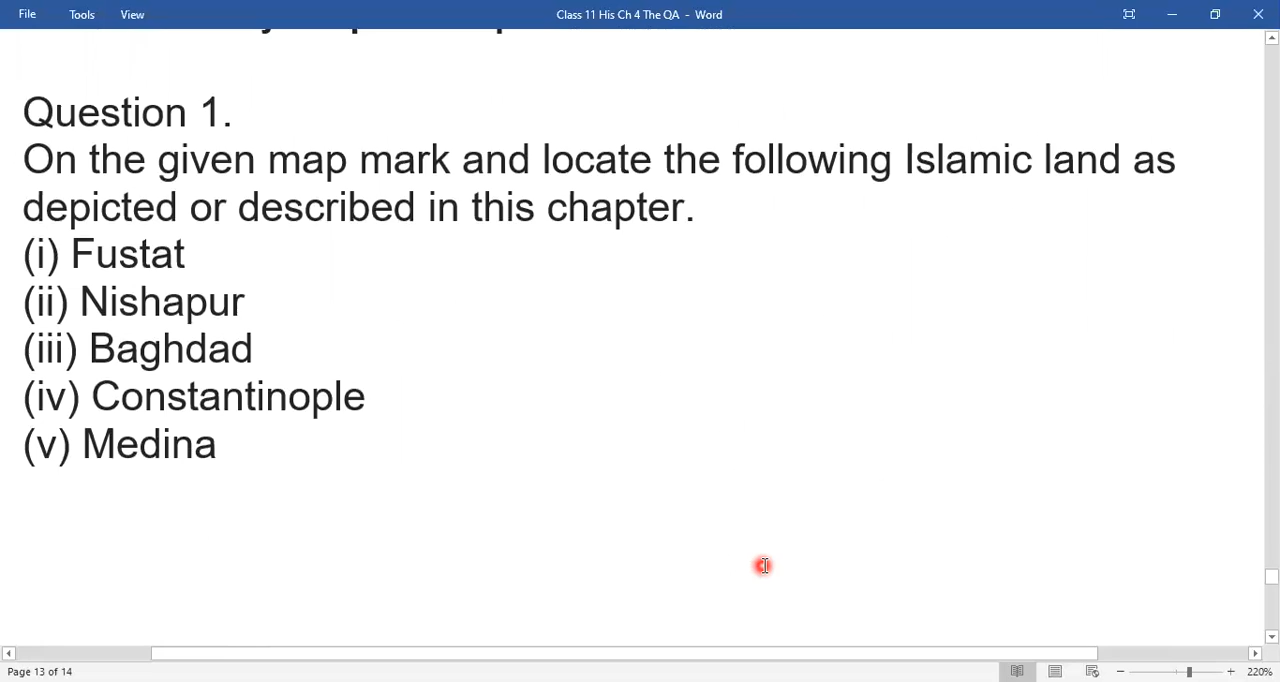 File Tools View Class 11 His Ch 4 The QA - Word
Question 1.
On the given map mark and locate the following Islamic land as
depicted or described in this chapter.
(i) Fustat
(ii) Nishapur
(iii) Baghdad
(iv) Constantinople
(v) Medina
Page 13 of 14 220%